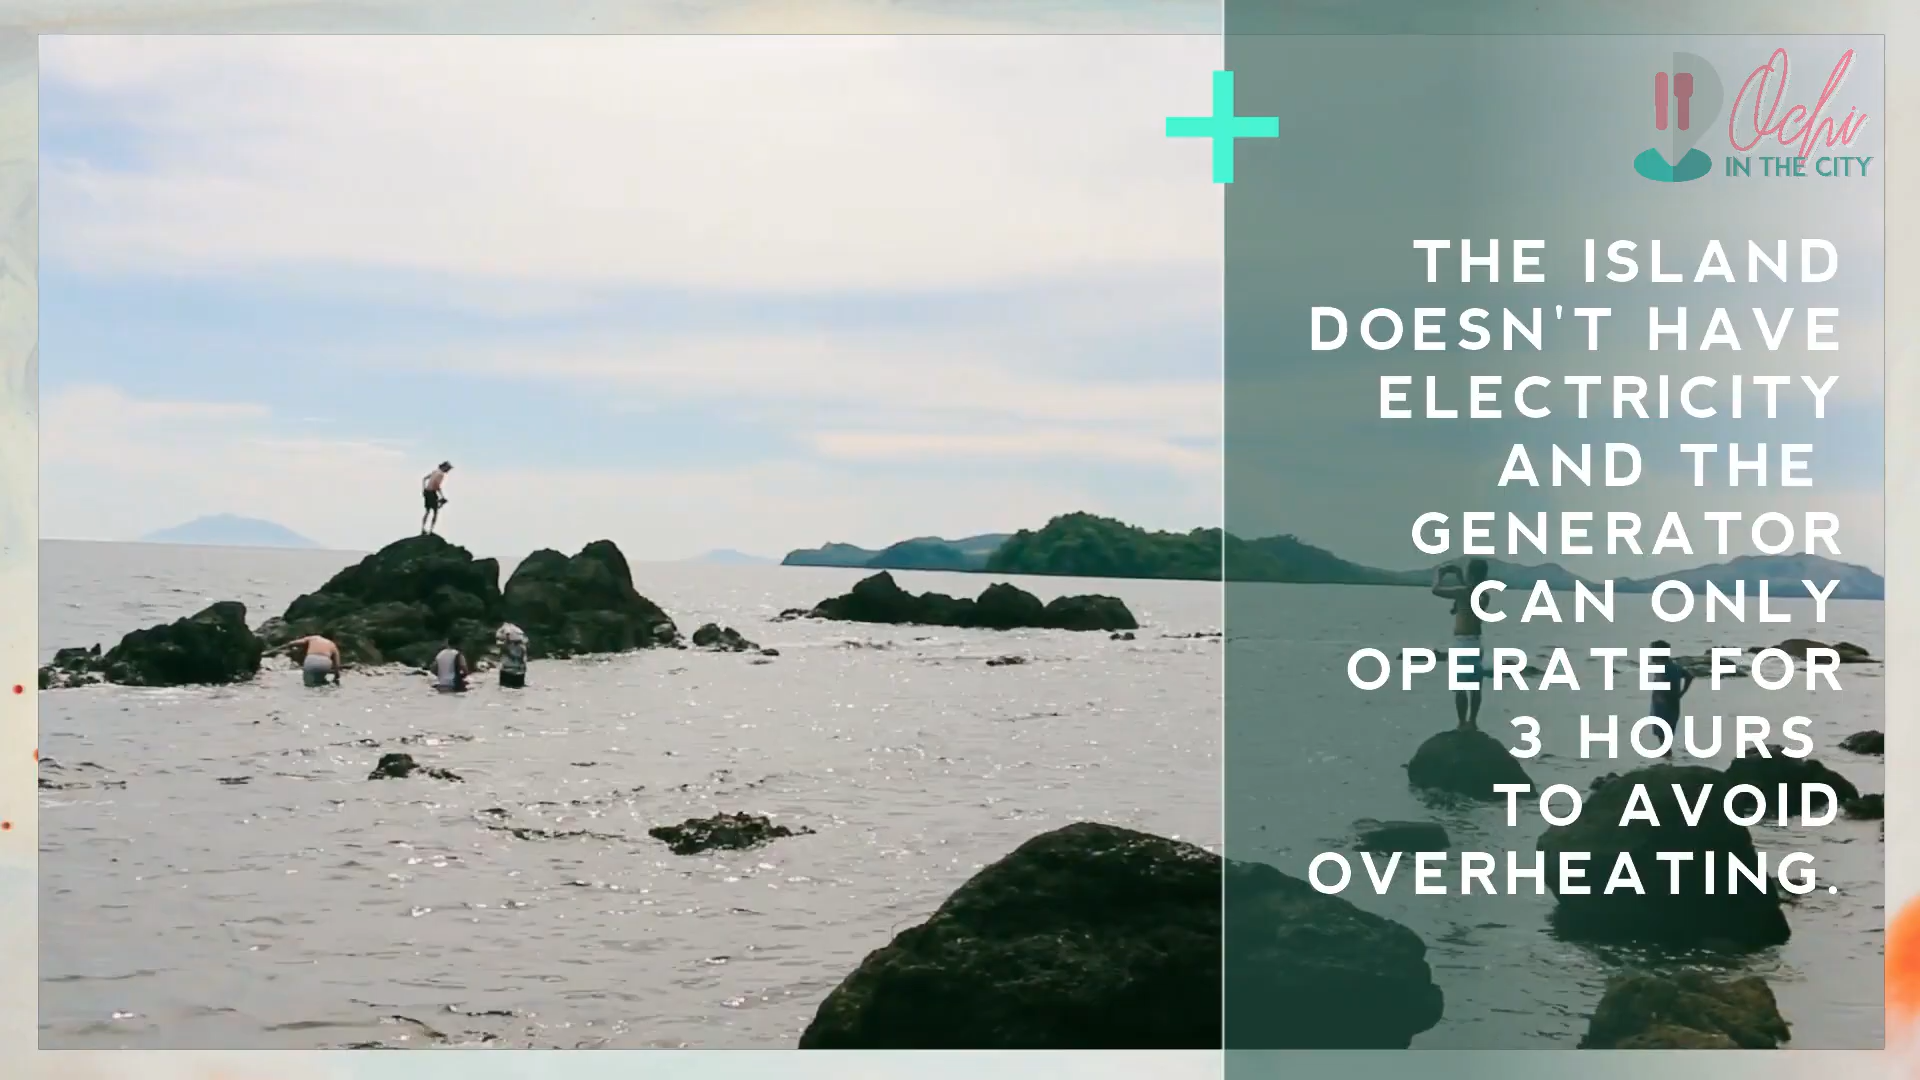 Ochi
IN THE CITY
THE ISLAND
DOESN'T HAVE
ELECTRICITY
AND THE
GENERATOR
CAN ONLY
OPERATE FOR
3 HOURS
TO AVOID
OVERHEATING.